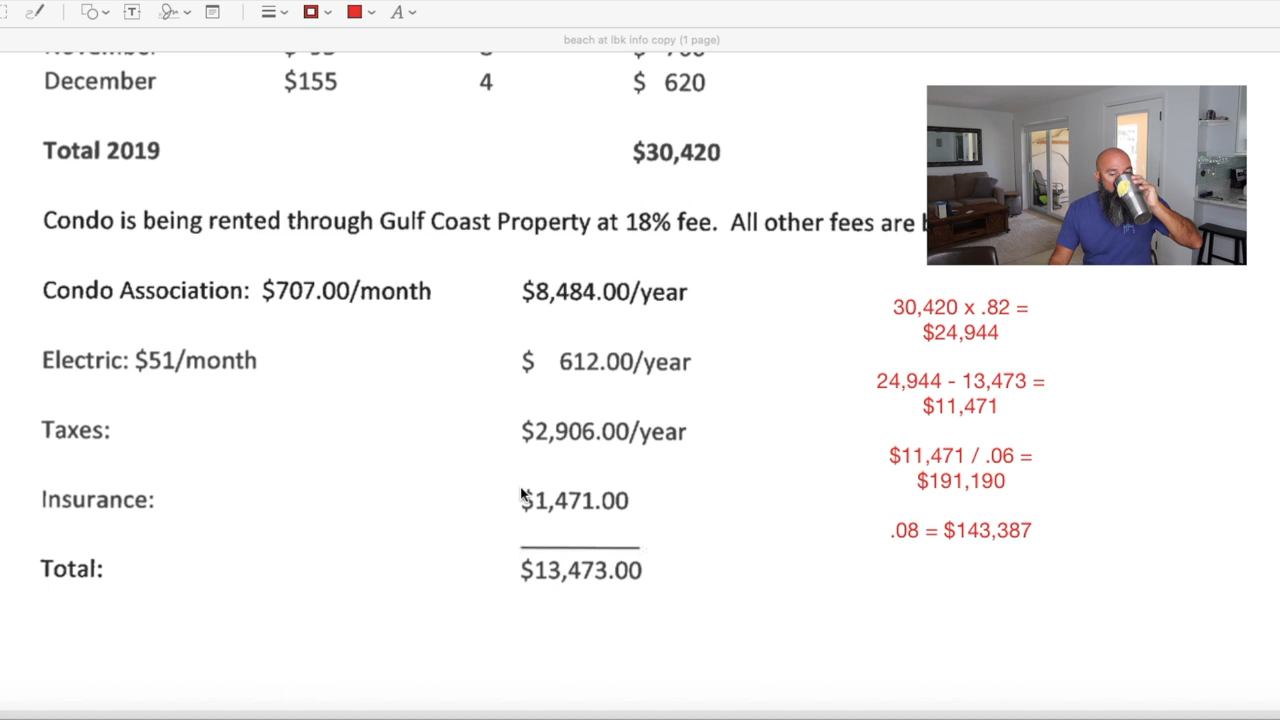 beach at lbk info copy (1 page)
December $155 4 $ 620
Total 2019 $30,420
Condo is being rented through Gulf Coast Property at 18% fee. All other fees are
Condo Association: $707.00/month $8,484.00/year
Electric: $51/month $ 612.00/year
Taxes: $2,906.00/year
Insurance: $1,471.00
Total: $13,473.00
30,420 x .82 =
$24,944
24,944 - 13,473 =
$11,471
$11,471 / .06 =
$191,190
.08 = $143,387